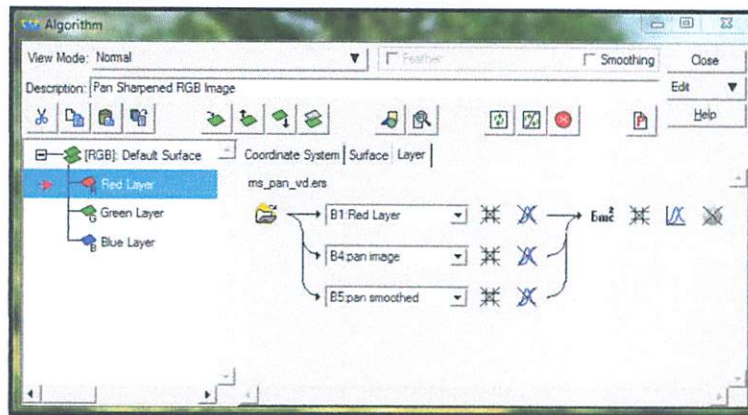 Algorithm
View Mode: Normal
Feather
Smoothing
Close
Description: Pan Sharpened RGB Image
Edit
Help
[RGB]: Default Surface
Coordinate System Surface Layer
R Red Layer
ms_pan_vd.ers
G Green Layer
B1:Red Layer
Emc²
B Blue Layer
B4:pan image
B5:pan smoothed